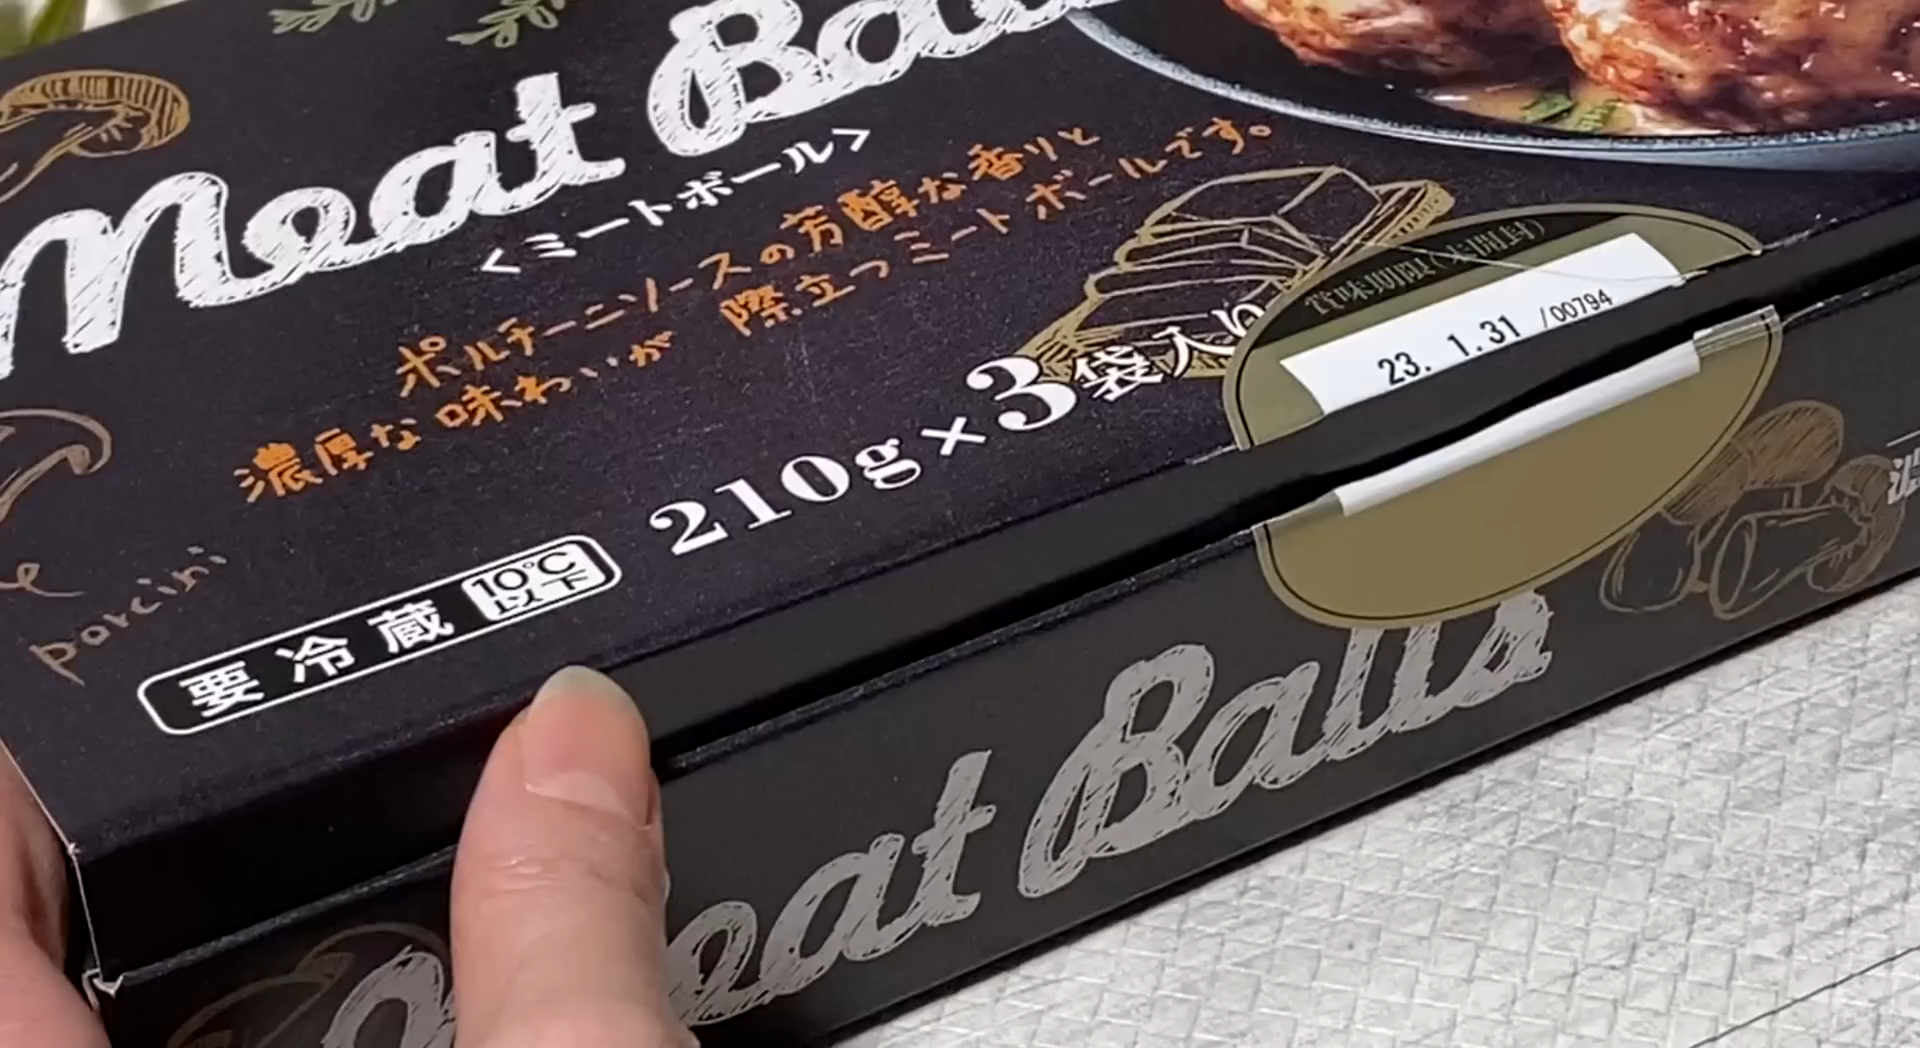 Meat Balls
<ミートボール>
ポルチーニソースの芳醇な香りと
濃厚な味わいが 際立つミートボールです。
210g×3袋入り
賞味期限(未開封)
23. 1.31 /00794
porcini
要冷蔵 10℃以下
Meat Balls